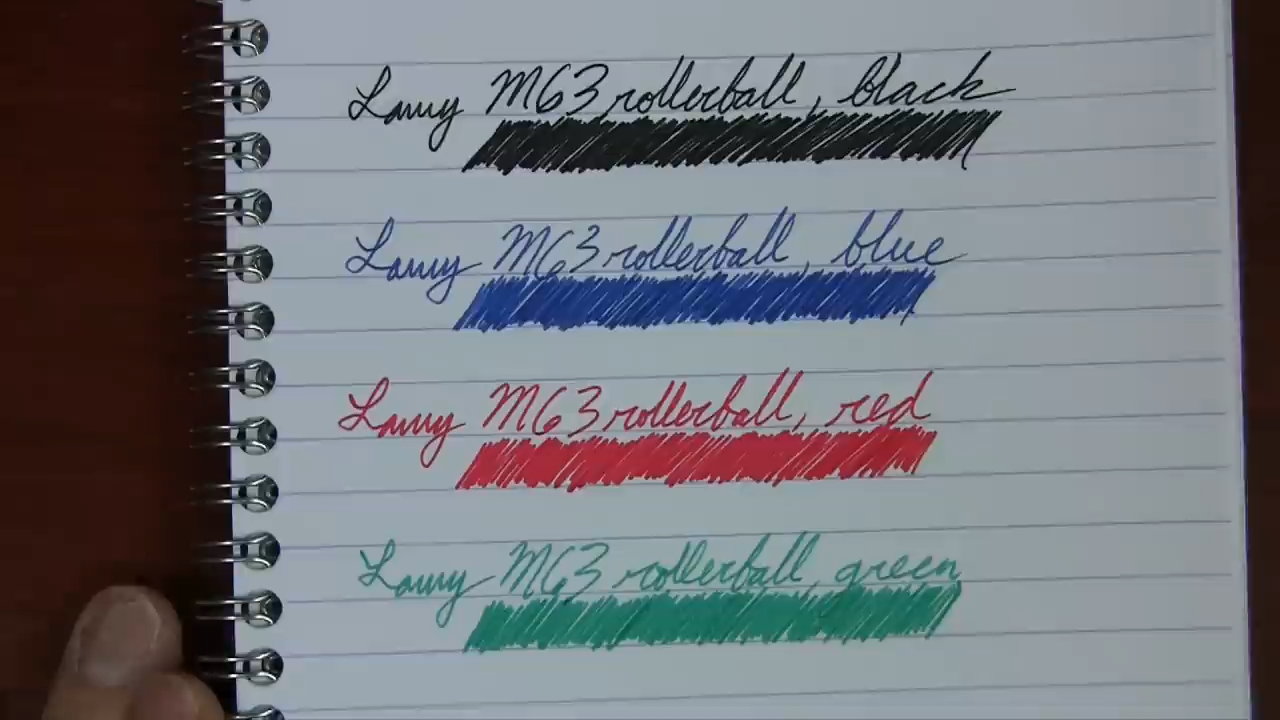 Lamy M63 rollerball, black
Lamy M63 rollerball, blue
Lamy M63 rollerball, red
Lamy M63 rollerball, green